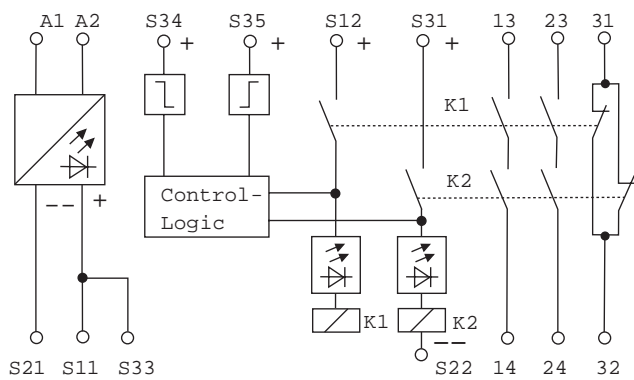 A1 A2 S34 S35 S12 S31 13 23 31
+ + + +
K1
K2
-- +
Control-
Logic
K1 K2
--
S21 S11 S33 S22 14 24 32